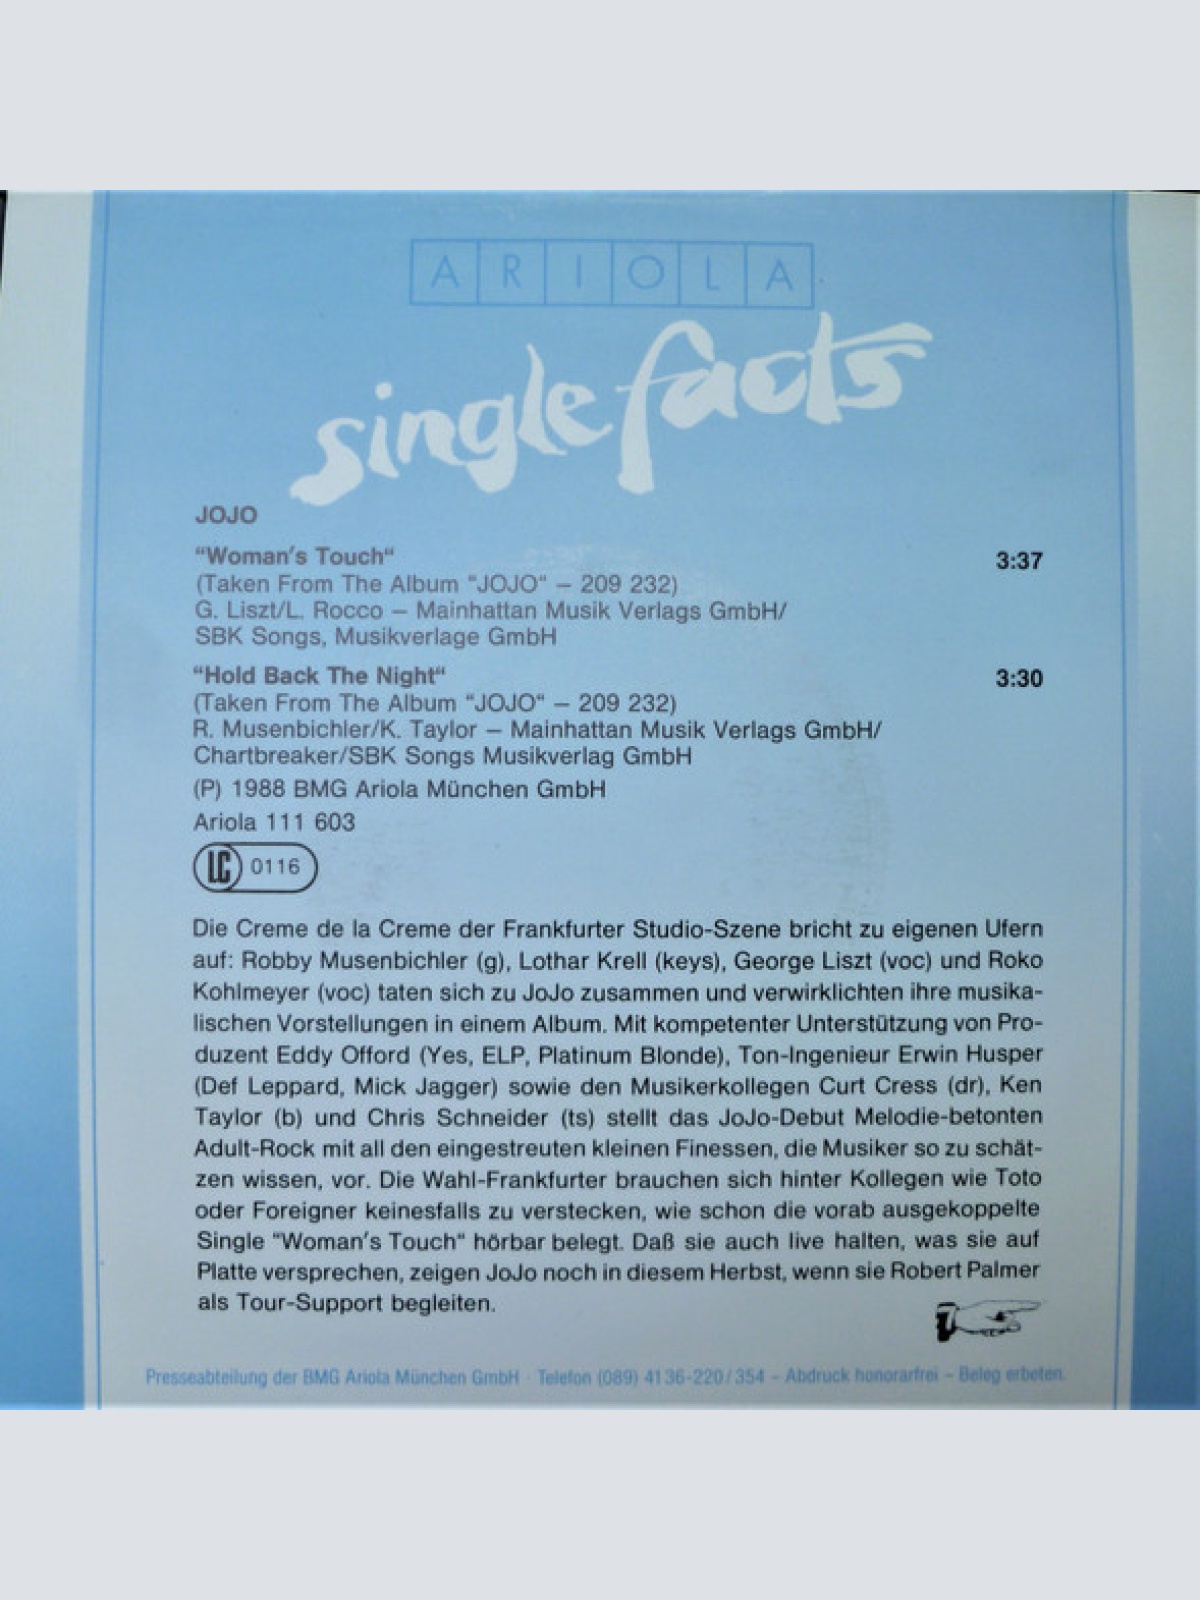 ARIOLA
single facts
JOJO
“Woman's Touch“ 3:37
(Taken From The Album “JOJO“ – 209 232)
G. Liszt/L. Rocco – Mainhattan Musik Verlags GmbH/
SBK Songs, Musikverlage GmbH
“Hold Back The Night“ 3:30
(Taken From The Album “JOJO“ – 209 232)
R. Musenbichler/K. Taylor – Mainhattan Musik Verlags GmbH/
Chartbreaker/SBK Songs Musikverlag GmbH
(P) 1988 BMG Ariola München GmbH
Ariola 111 603
LC 0116
Die Creme de la Creme der Frankfurter Studio-Szene bricht zu eigenen Ufern
auf: Robby Musenbichler (g), Lothar Krell (keys), George Liszt (voc) und Roko
Kohlmeyer (voc) taten sich zu JoJo zusammen und verwirklichten ihre musika-
lischen Vorstellungen in einem Album. Mit kompetenter Unterstützung von Pro-
duzent Eddy Offord (Yes, ELP, Platinum Blonde), Ton-Ingenieur Erwin Husper
(Def Leppard, Mick Jagger) sowie den Musikerkollegen Curt Cress (dr), Ken
Taylor (b) und Chris Schneider (ts) stellt das JoJo-Debut Melodie-betonten
Adult-Rock mit all den eingestreuten kleinen Finessen, die Musiker so zu schät-
zen wissen, vor. Die Wahl-Frankfurter brauchen sich hinter Kollegen wie Toto
oder Foreigner keinesfalls zu verstecken, wie schon die vorab ausgekoppelte
Single “Woman's Touch“ hörbar belegt. Daß sie auch live halten, was sie auf
Platte versprechen, zeigen JoJo noch in diesem Herbst, wenn sie Robert Palmer
als Tour-Support begleiten.
Presseabteilung der BMG Ariola München GmbH · Telefon (089) 41 36-220/354 – Abdruck honorarfrei – Beleg erbeten.